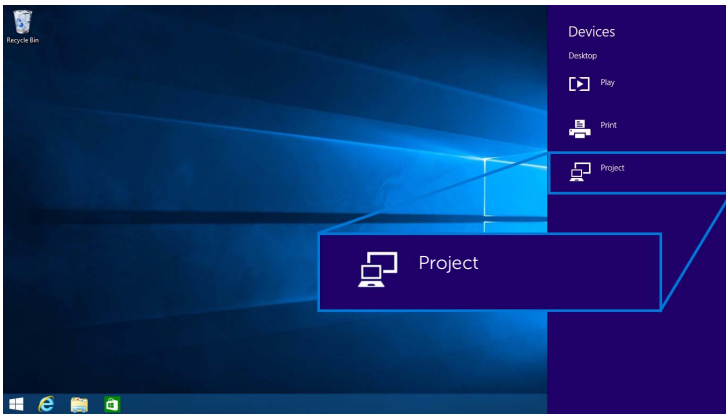 Recycle Bin
Devices
Desktop
Play
Print
Project
Project